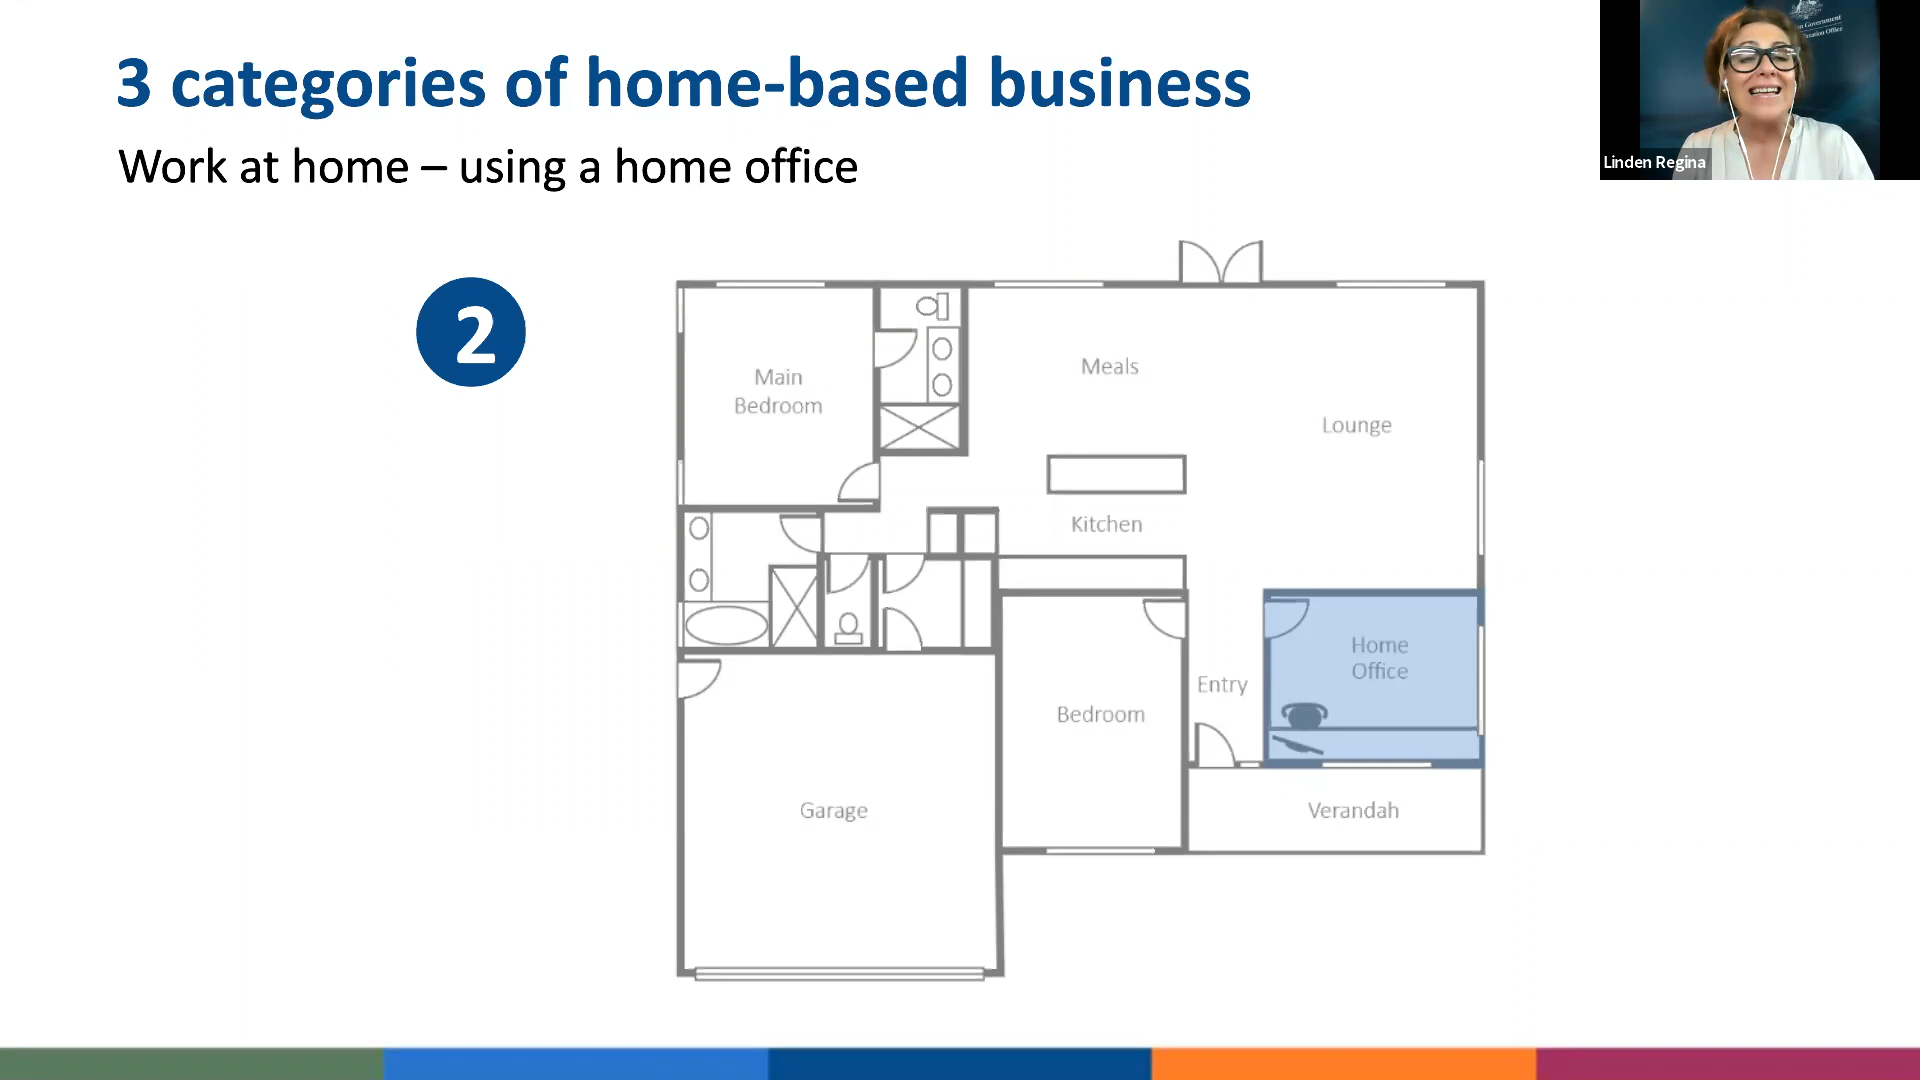 3 categories of home-based business
Work at home – using a home office
Linden Regina
2
Main
Bedroom
Meals
Lounge
Kitchen
Home
Office
Entry
Bedroom
Garage
Verandah